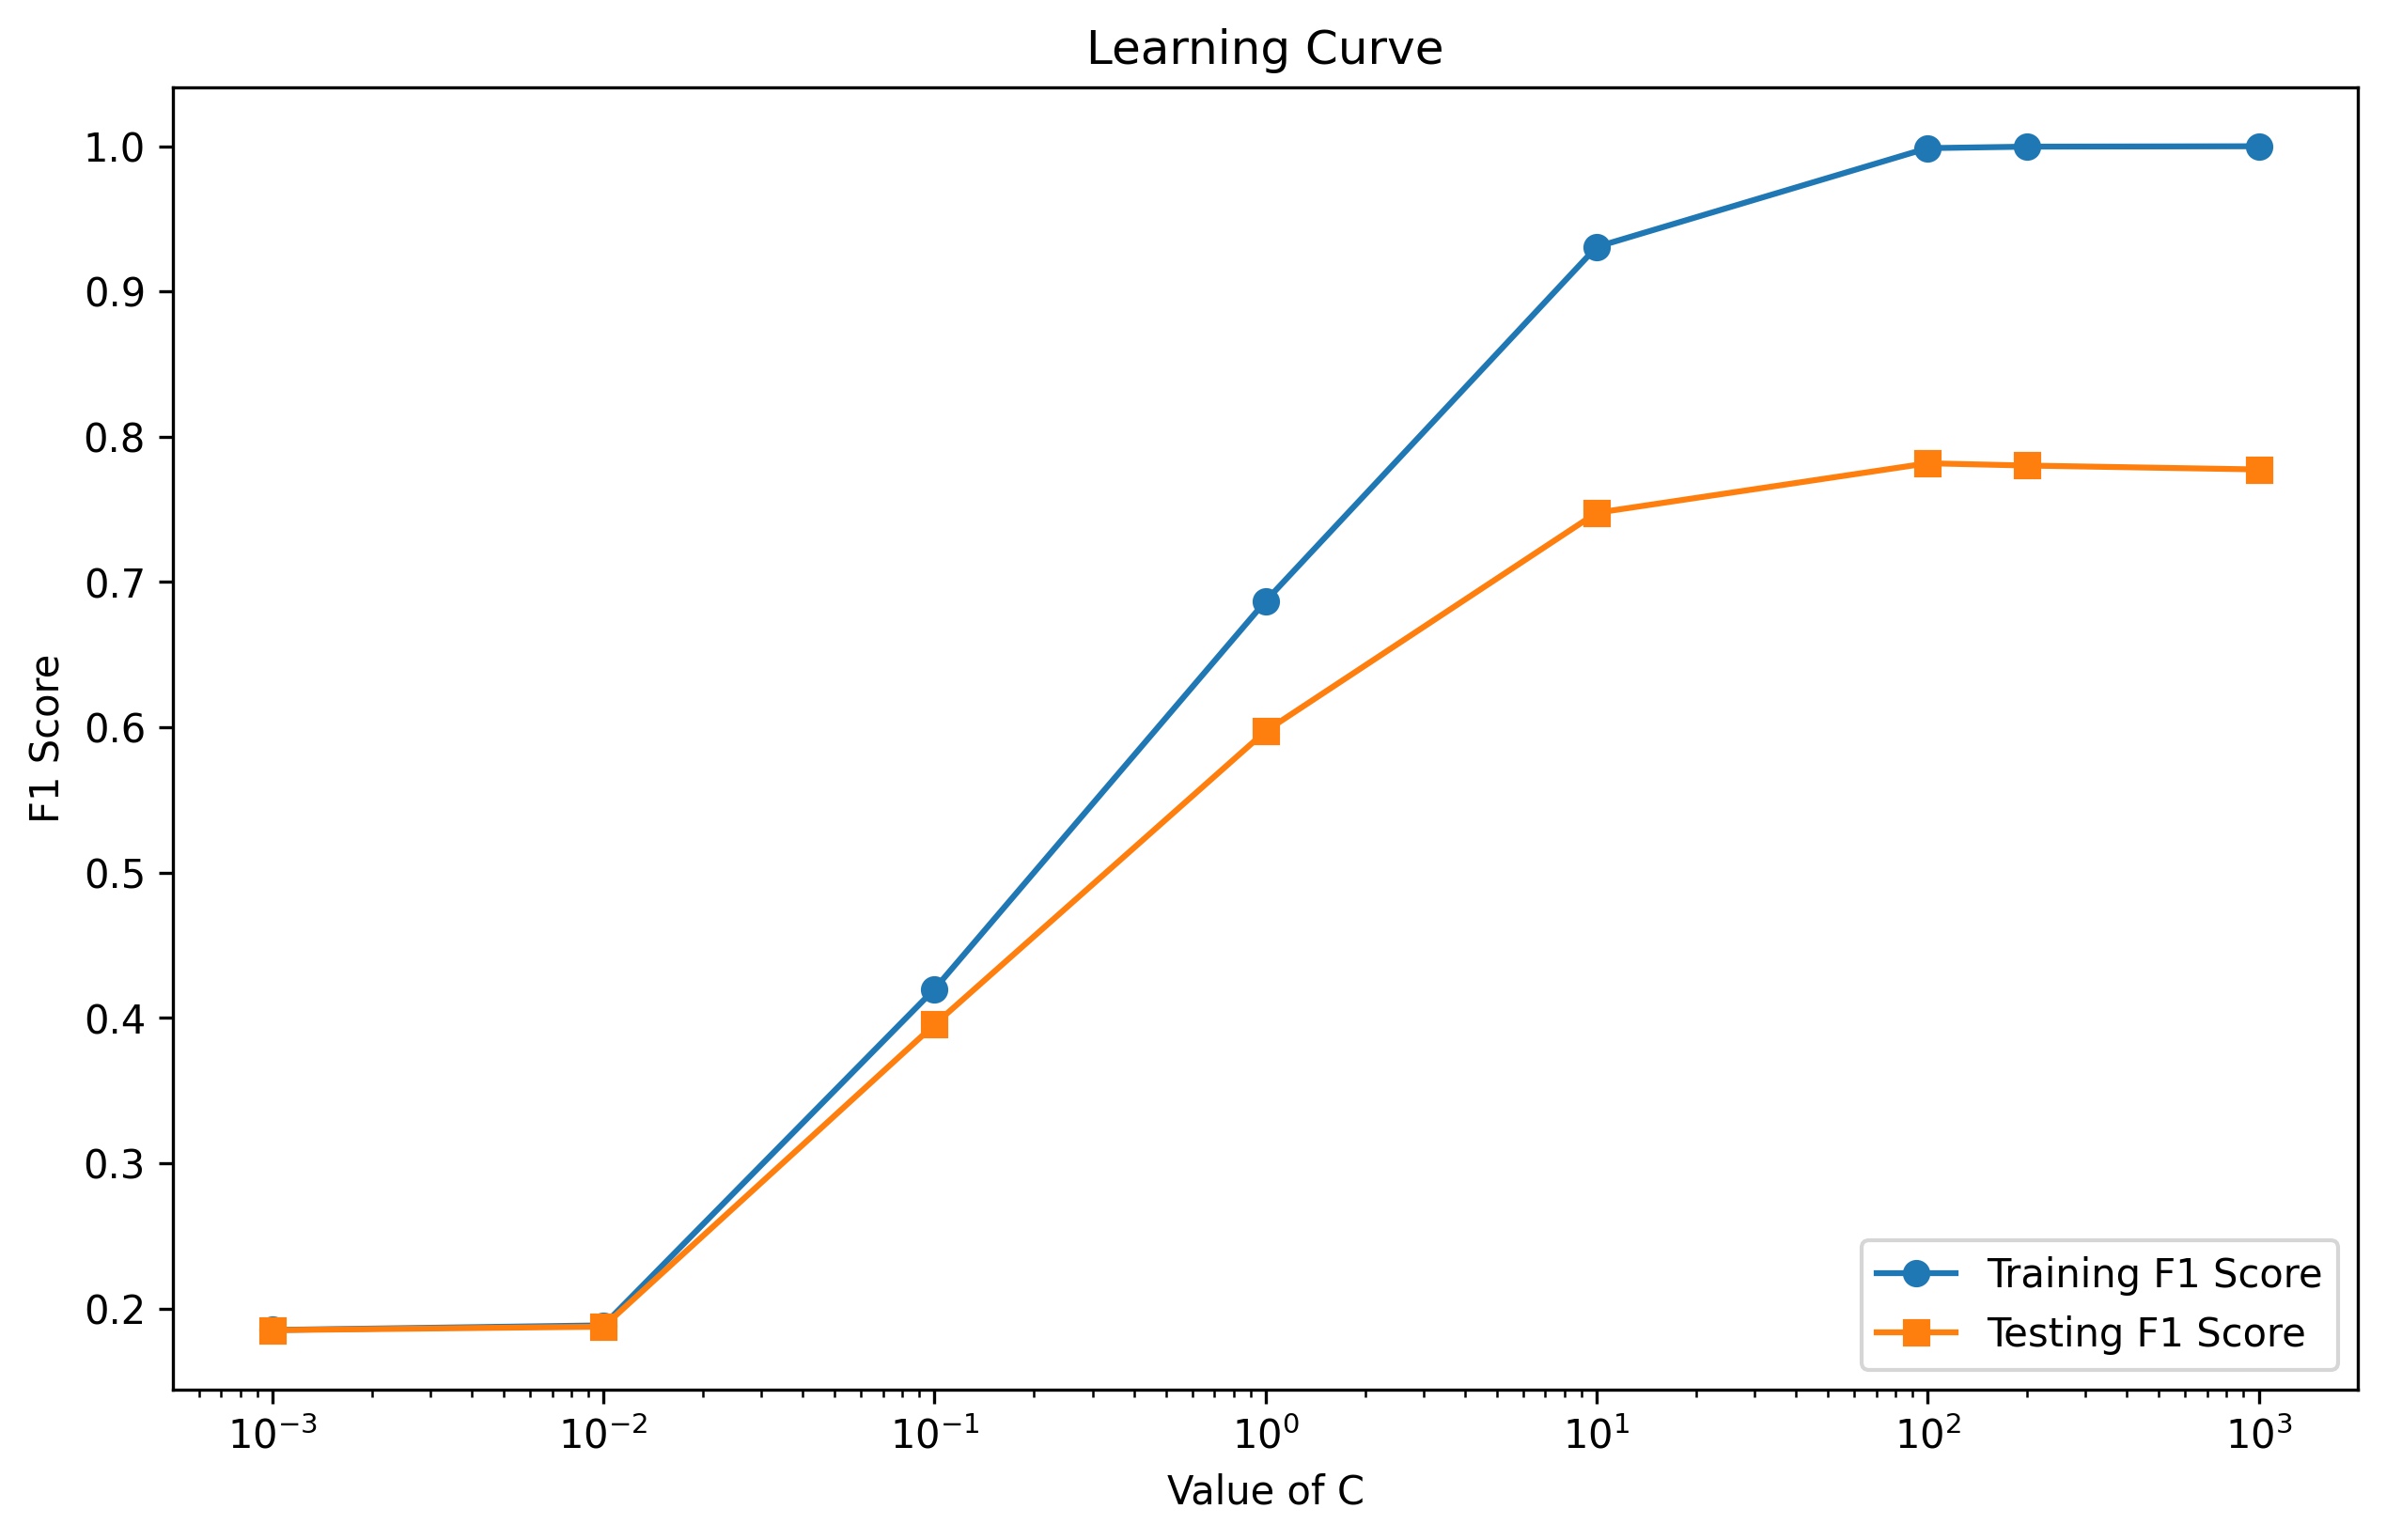 Learning Curve
F1 Score
1.0
0.9
0.8
0.7
0.6
0.5
0.4
0.3
0.2
10⁻³ 10⁻² 10⁻¹ 10⁰ 10¹ 10² 10³
Value of C
Training F1 Score
Testing F1 Score